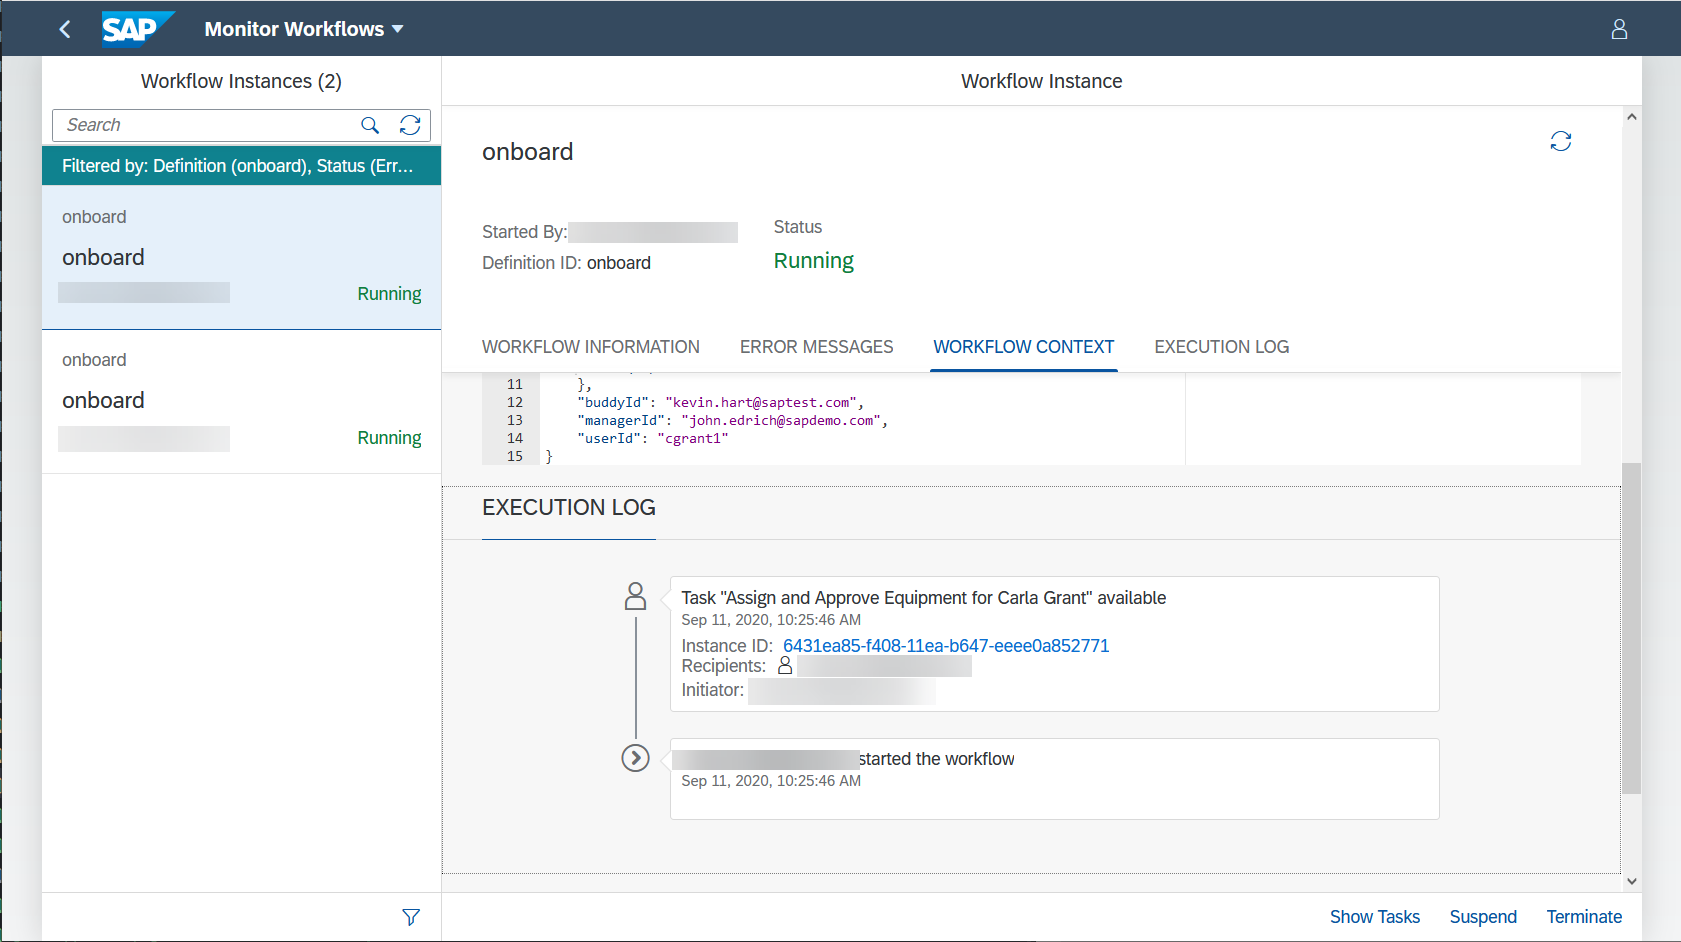 SAP Monitor Workflows
Workflow Instances (2)
Search
Filtered by: Definition (onboard), Status (Err...
onboard
onboard
Running
onboard
onboard
Running
Workflow Instance
onboard
Started By:
Definition ID: onboard
Status
Running
WORKFLOW INFORMATION ERROR MESSAGES WORKFLOW CONTEXT EXECUTION LOG
11 },
12 "buddyId": "kevin.hart@saptest.com",
13 "managerId": "john.edrich@sapdemo.com",
14 "userId": "cgrant1"
15 }
EXECUTION LOG
Task "Assign and Approve Equipment for Carla Grant" available
Sep 11, 2020, 10:25:46 AM
Instance ID: 6431ea85-f408-11ea-b647-eeee0a852771
Recipients:
Initiator:
started the workflow
Sep 11, 2020, 10:25:46 AM
Show Tasks Suspend Terminate